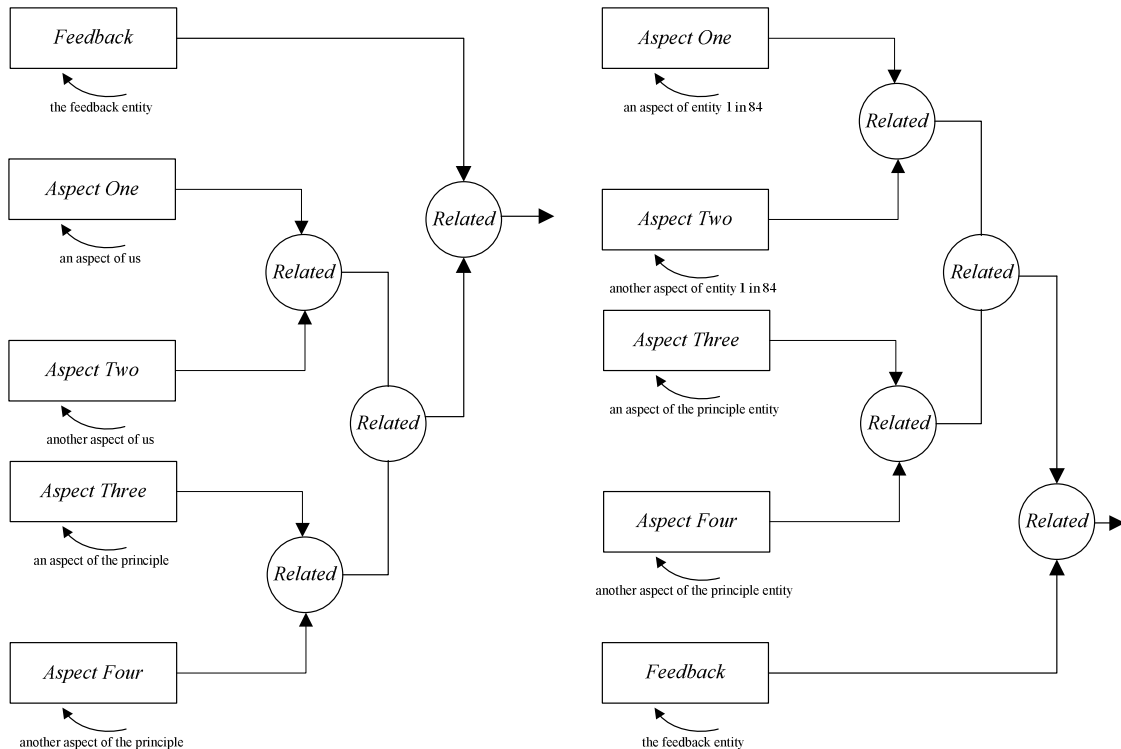 Feedback
the feedback entity
Aspect One
an aspect of us
Related
Related
Aspect Two
another aspect of us
Related
Aspect Three
an aspect of the principle
Related
Aspect Four
another aspect of the principle
Aspect One
an aspect of entity 1 in 84
Related
Aspect Two
another aspect of entity 1 in 84
Related
Aspect Three
an aspect of the principle entity
Related
Aspect Four
another aspect of the principle entity
Related
Feedback
the feedback entity